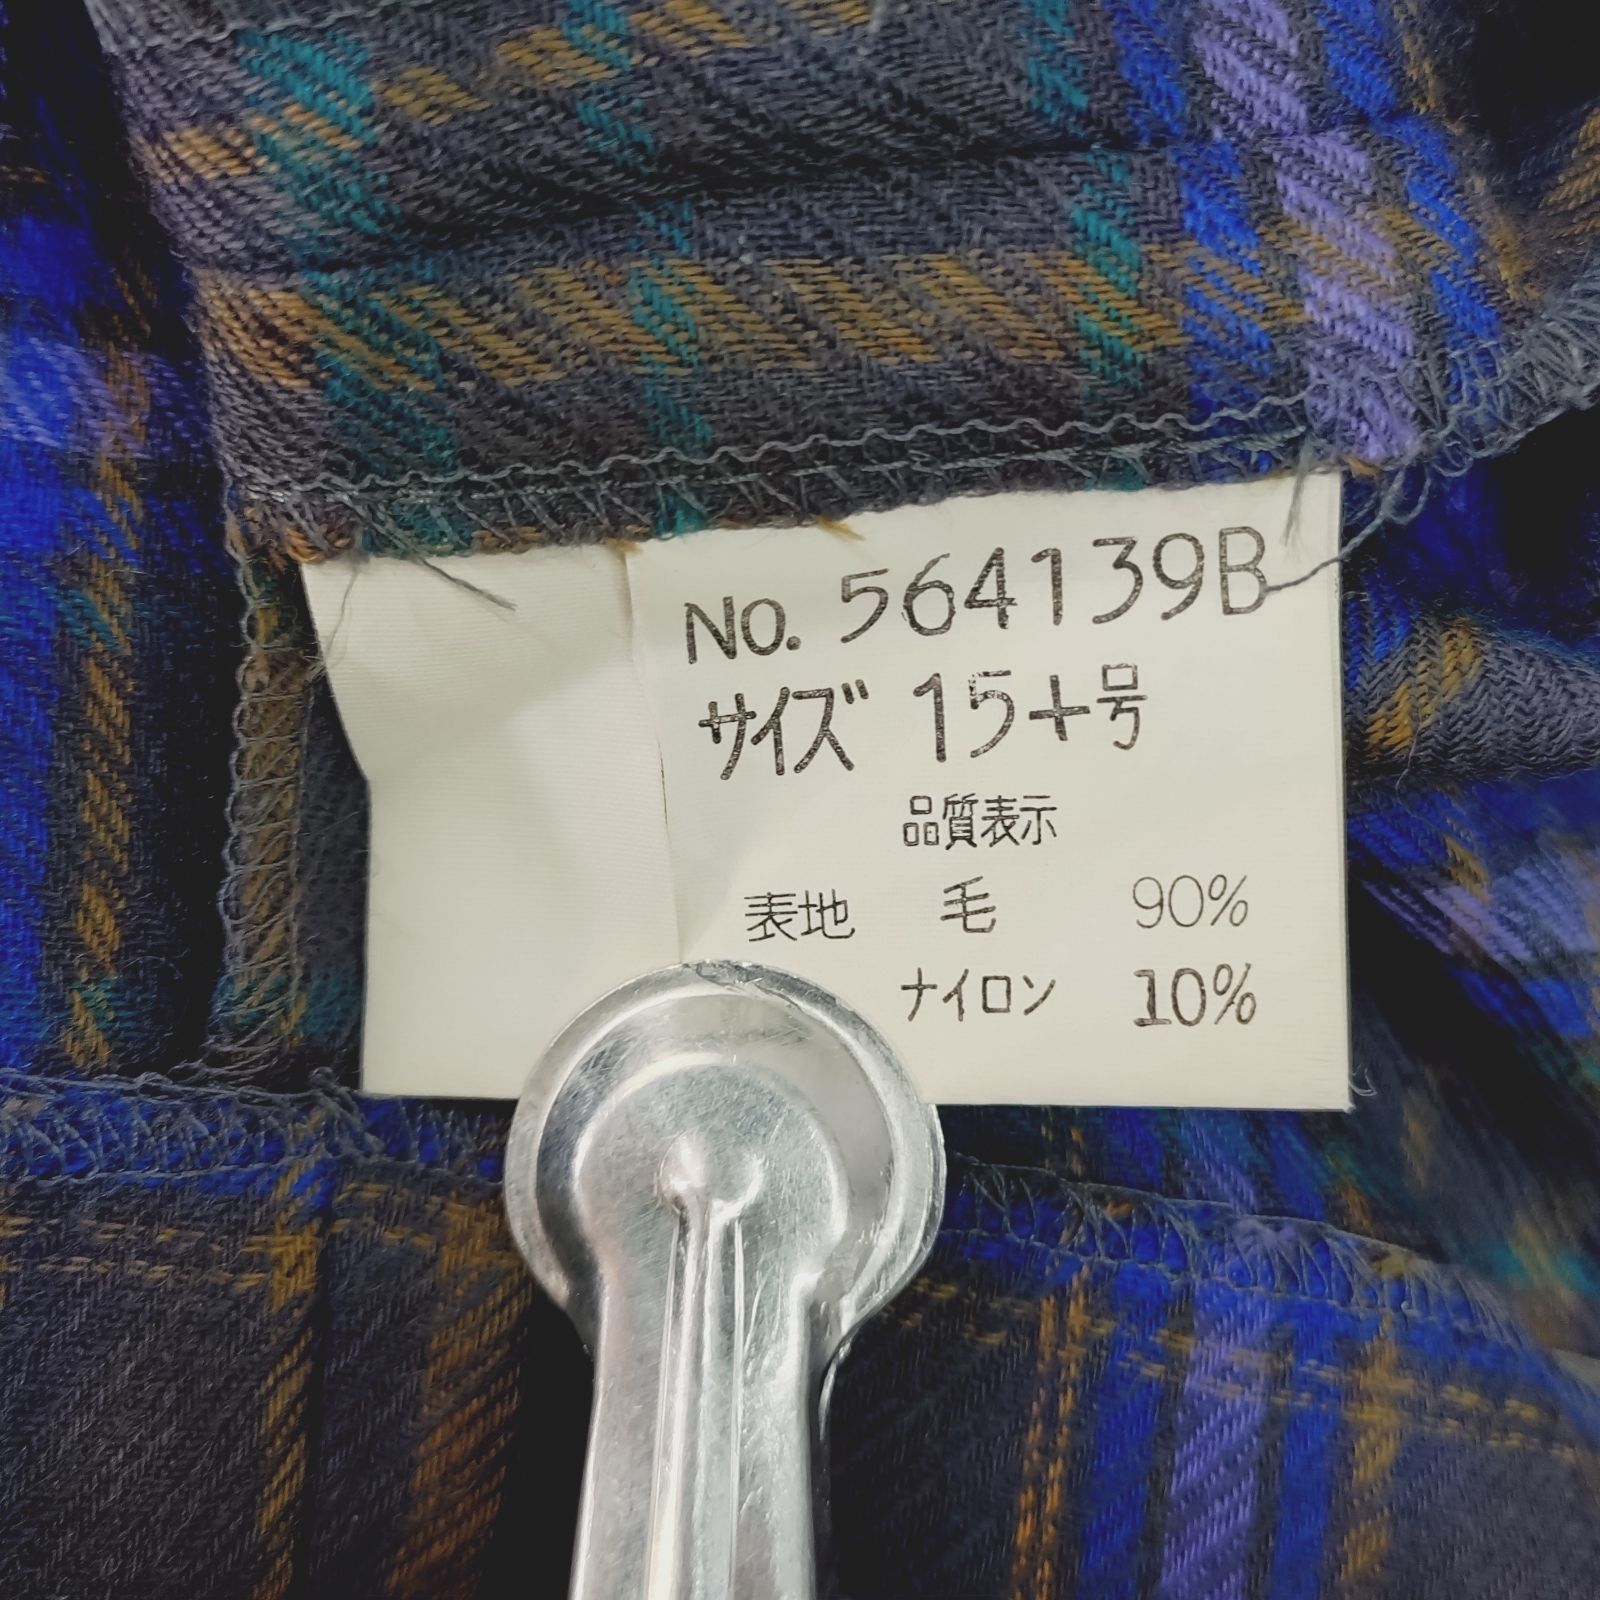 No. 564139B
サイズ 15+号
品質表示
表地 毛 90%
ナイロン 10%